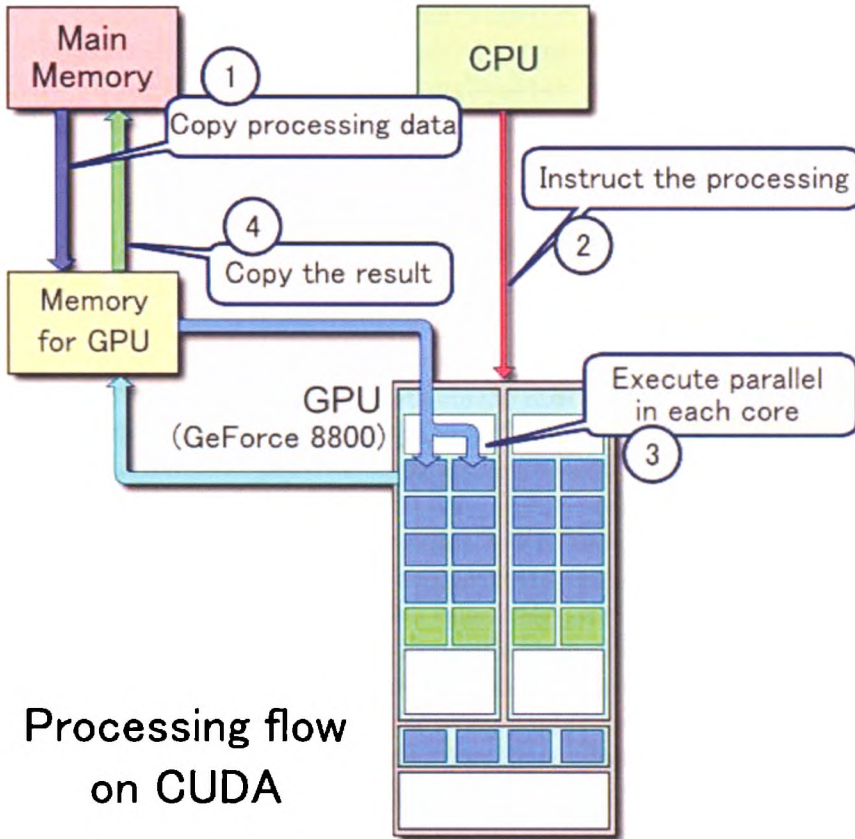 Main
Memory
CPU
1
Copy processing data
Instruct the processing
2
4
Copy the result
Memory
for GPU
GPU
(GeForce 8800)
Execute parallel
in each core
3
Processing flow
on CUDA